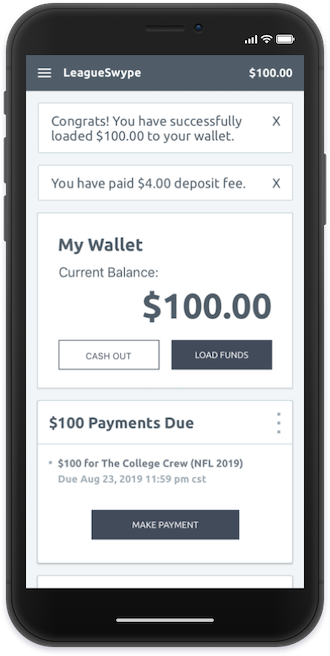 LeagueSwype $100.00
Congrats! You have successfully X
loaded $100.00 to your wallet.
You have paid $4.00 deposit fee. X
My Wallet
Current Balance:
$100.00
CASH OUT LOAD FUNDS
$100 Payments Due
$100 for The College Crew (NFL 2019)
Due Aug 23, 2019 11:59 pm cst
MAKE PAYMENT